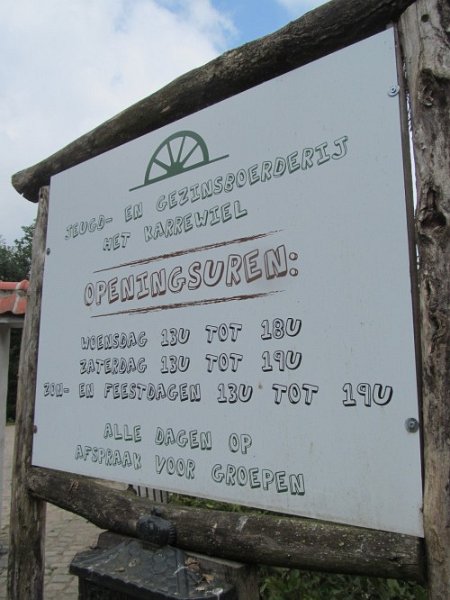 JEUGD- EN GEZINSBOERDERIJ
HET KARREWIEL
OPENINGSUREN:
WOENSDAG 13U TOT 18U
ZATERDAG 13U TOT 19U
ZON- EN FEESTDAGEN 13U TOT 19U
ALLE DAGEN OP
AFSPRAAK VOOR GROEPEN